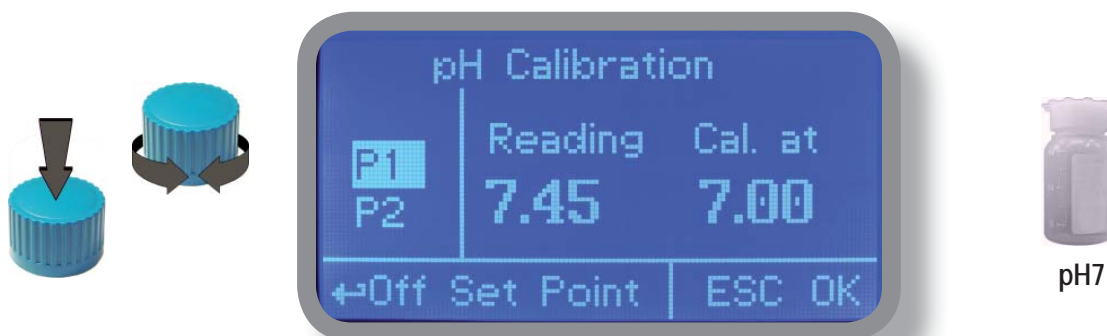 pH Calibration
Reading Cal. at
P1
7.45 7.00
P2
↵Off Set Point ESC OK
pH7